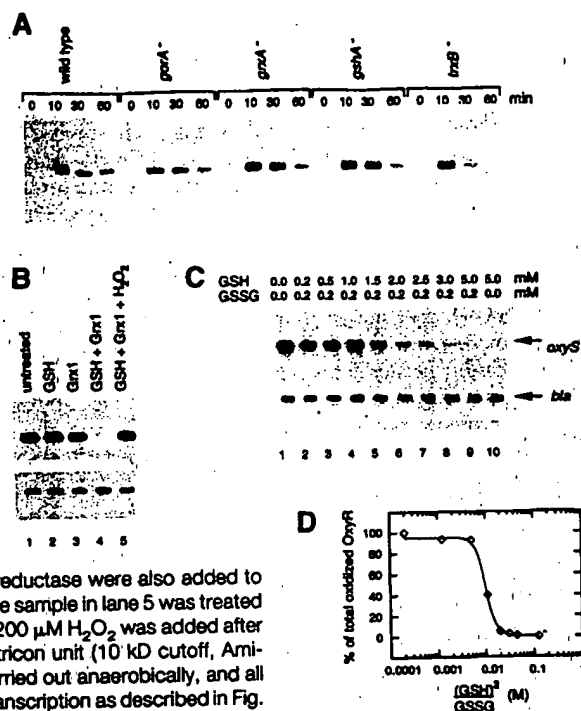 A
wild type
gorA⁻
grxA⁻
gshA⁻
trxB⁻
0 10 30 60 0 10 30 60 0 10 30 60 0 10 30 60 0 10 30 60 min
B
untreated
GSH
Grx1
GSH + Grx1
GSH + Grx1 + H₂O₂
1 2 3 4 5
C
GSH 0.0 0.2 0.5 1.0 1.5 2.0 2.5 3.0 5.0 5.0 mM
GSSG 0.0 0.2 0.2 0.2 0.2 0.2 0.2 0.2 0.2 0.0 mM
oxyS
bla
1 2 3 4 5 6 7 8 9 10
D
% of total oxidized OxyR
100
80
60
40
20
0
0.0001 0.001 0.01 0.1
(GSH)² (M)
GSSG
reductase were also added to
e sample in lane 5 was treated
200 μM H₂O₂ was added after
tricon unit (10 kD cutoff, Ami-
rried out anaerobically, and all
ranscription as described in Fig.